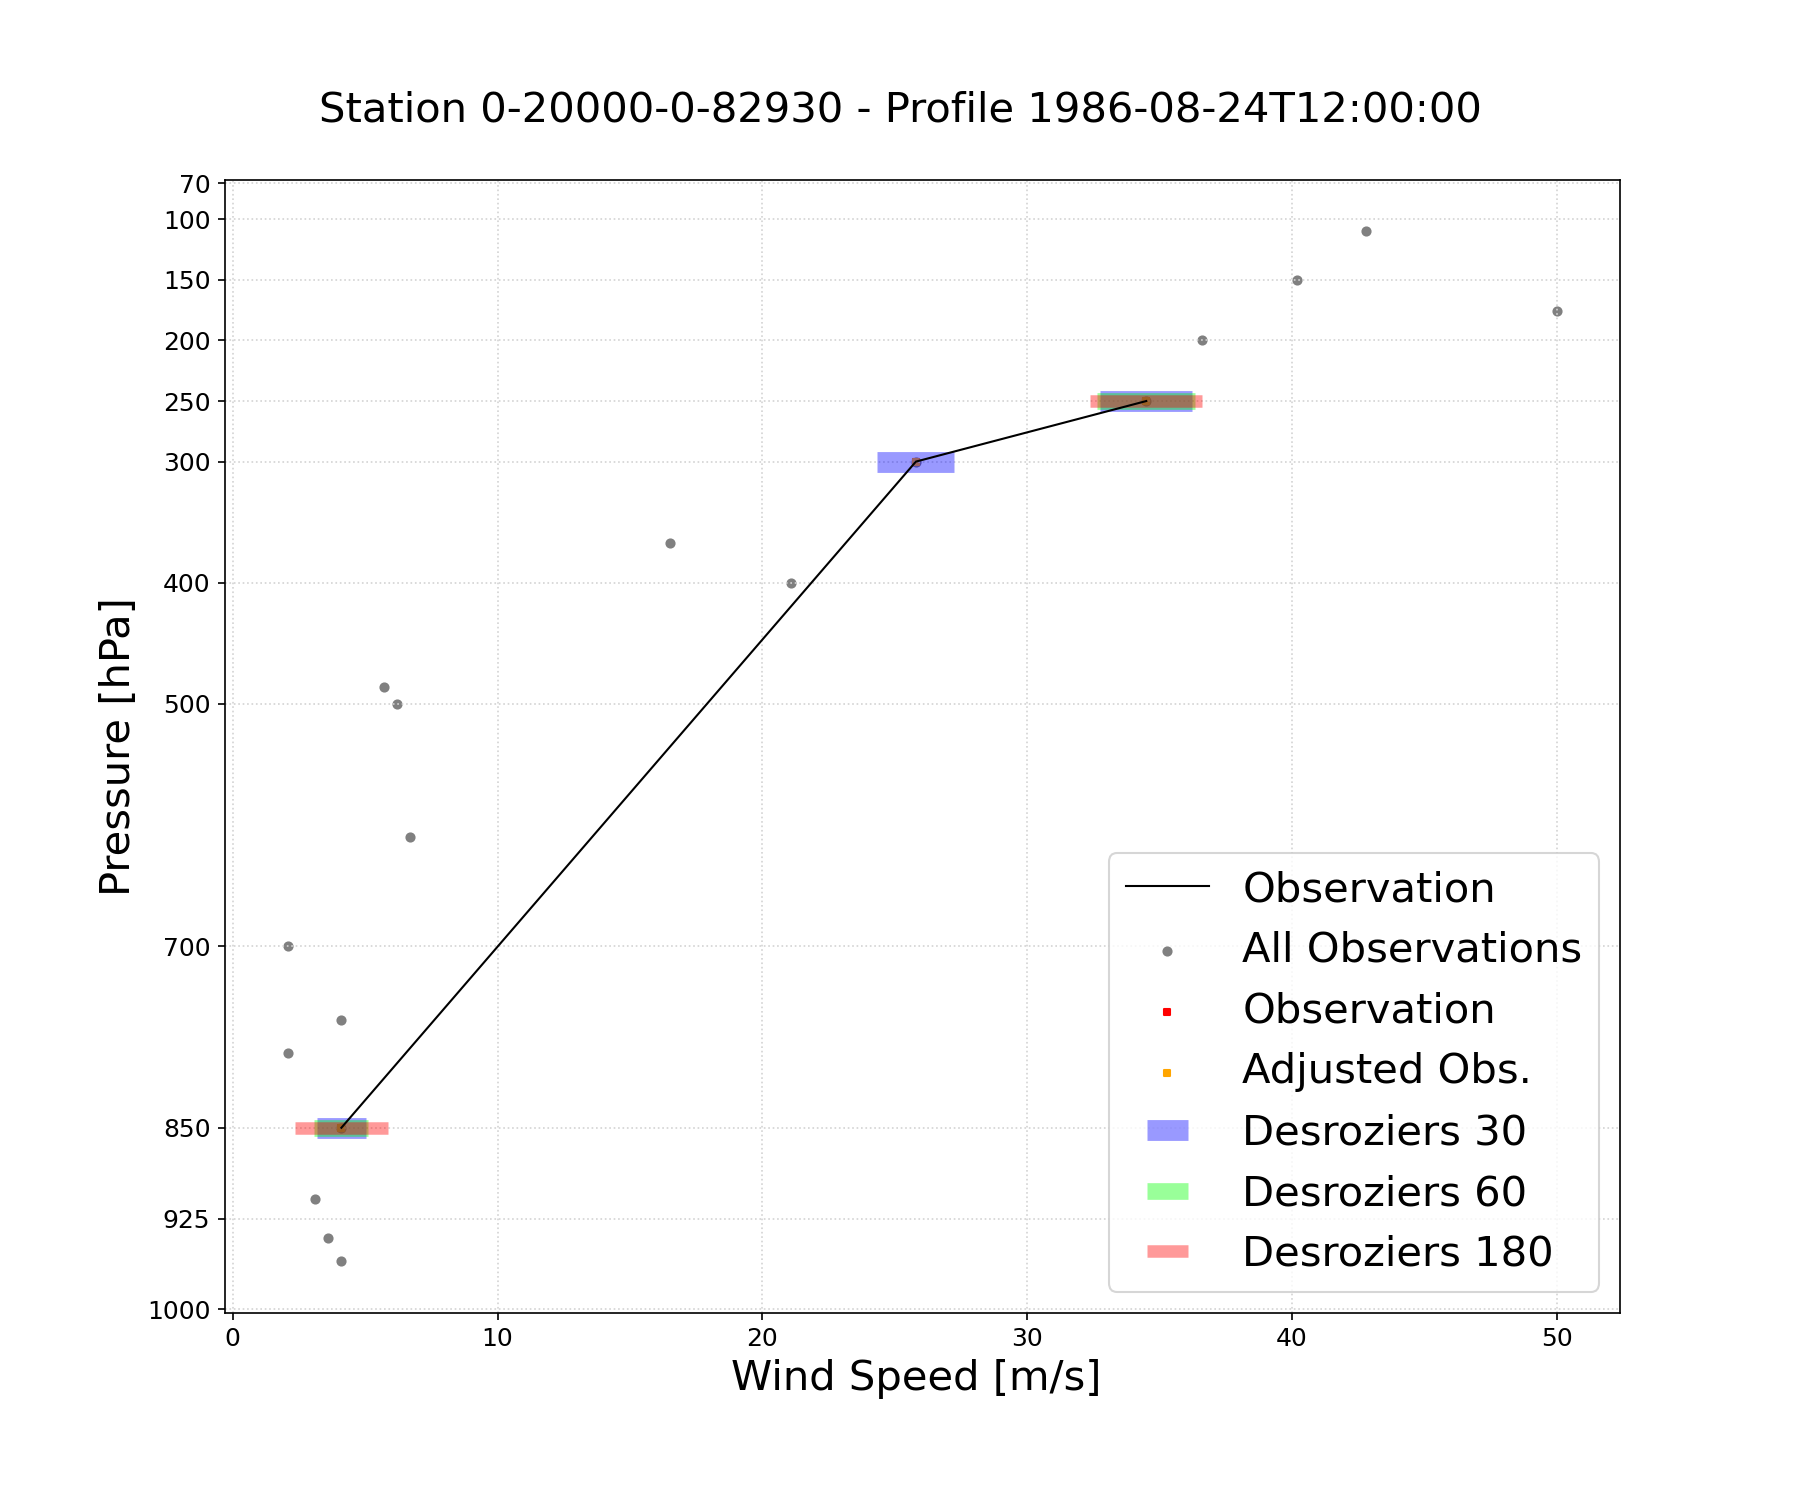 Station 0-20000-0-82930 - Profile 1986-08-24T12:00:00
70
100
150
200
250
300
400
500
700
850
925
1000
Pressure [hPa]
0 10 20 30 40 50
Wind Speed [m/s]
Observation
All Observations
Observation
Adjusted Obs.
Desroziers 30
Desroziers 60
Desroziers 180